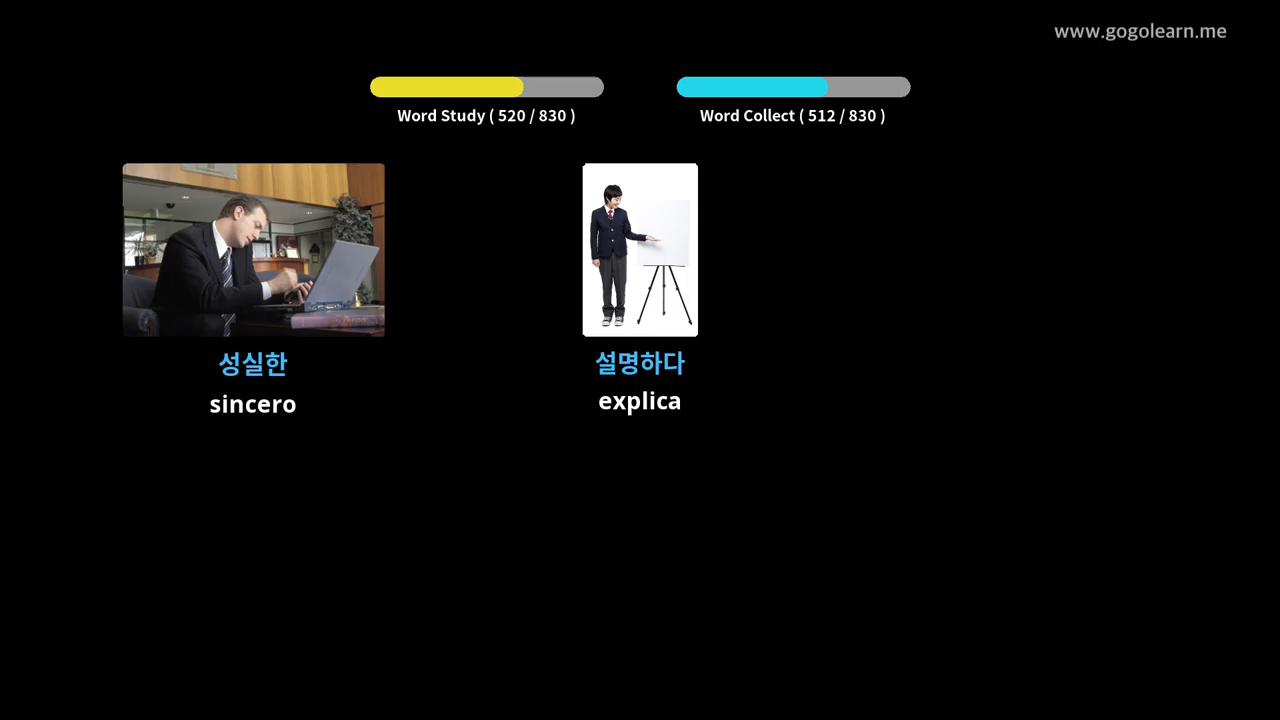 www.gogolearn.me
Word Study ( 520 / 830 )
Word Collect ( 512 / 830 )
성실한
sincero
설명하다
explica